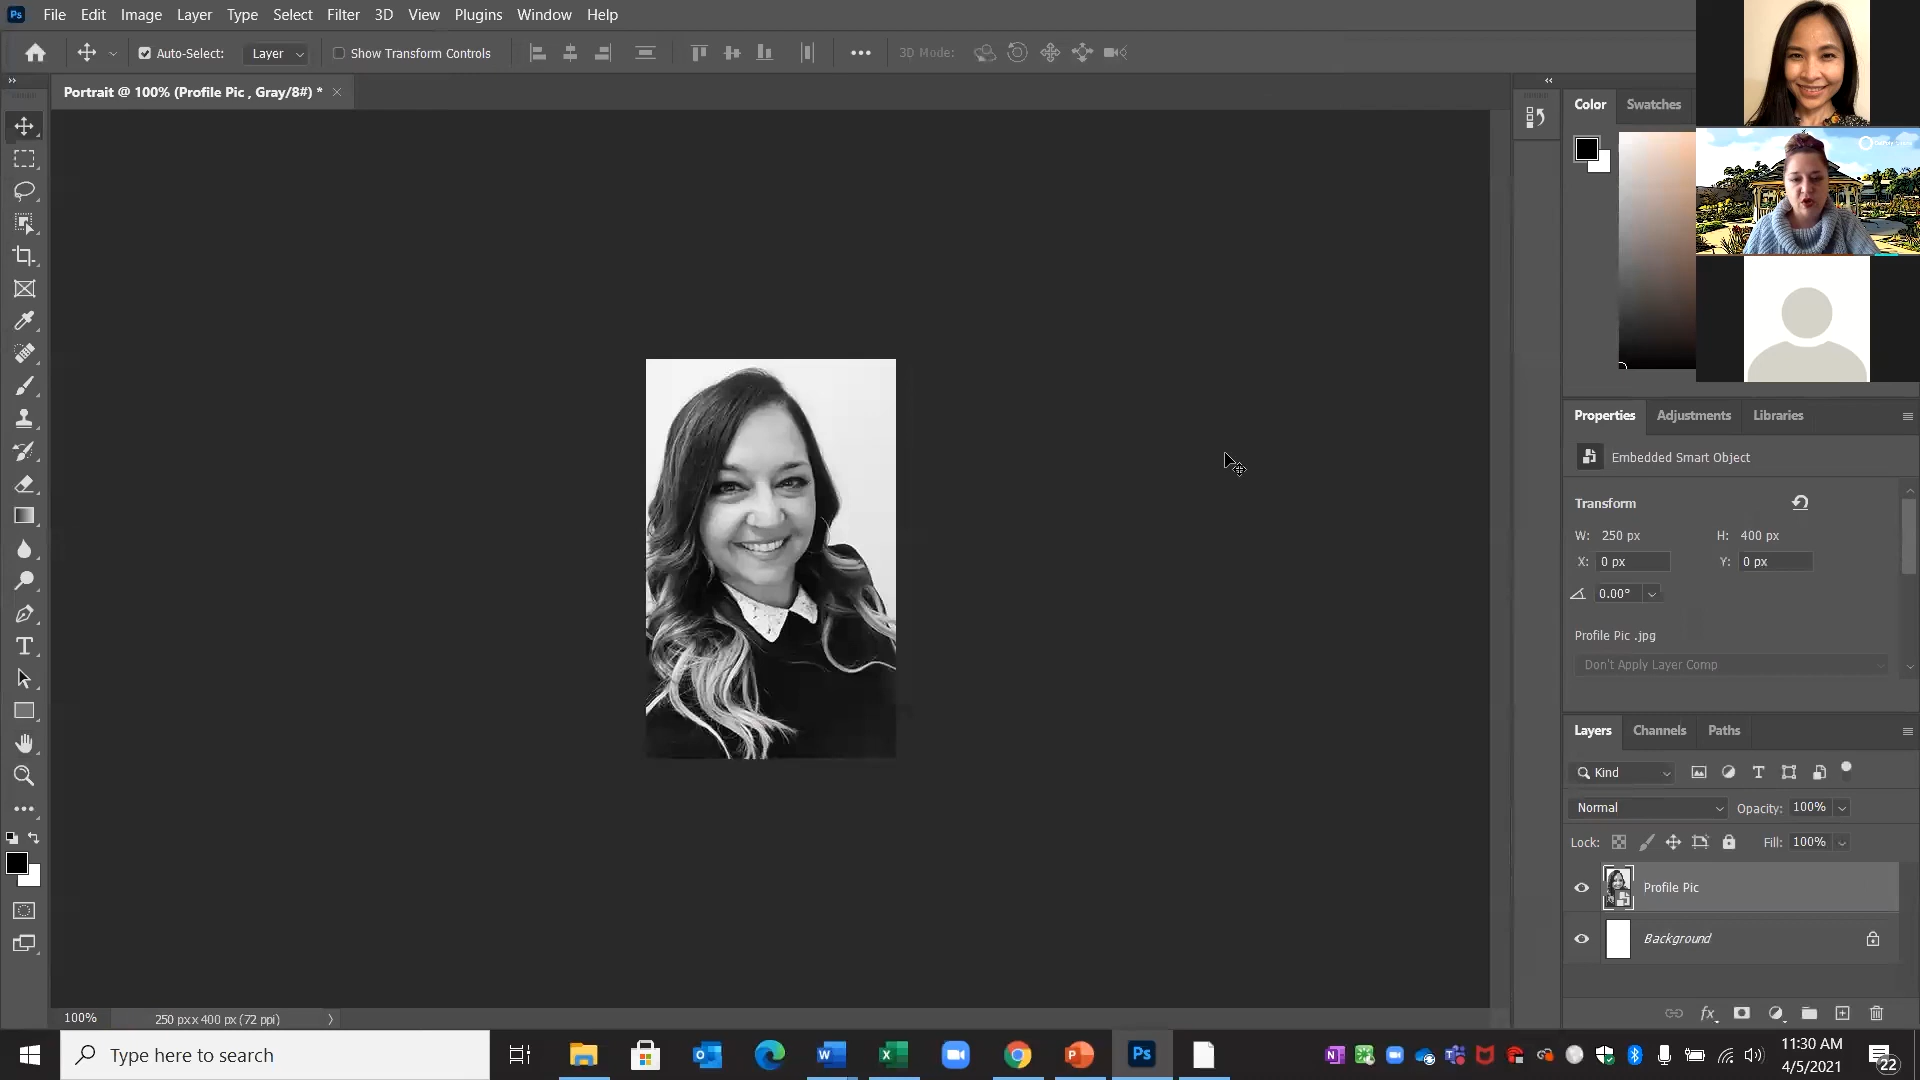 Ps File Edit Image Layer Type Select Filter 3D View Plugins Window Help
Auto-Select: Layer Show Transform Controls 3D Mode:
Portrait @ 100% (Profile Pic , Gray/8#) *
Color Swatches
Properties Adjustments Libraries
Embedded Smart Object
Transform
W: 250 px H: 400 px
X: 0 px Y: 0 px
0.00°
Profile Pic .jpg
Don't Apply Layer Comp
Layers Channels Paths
Kind
Normal Opacity: 100%
Lock: Fill: 100%
Profile Pic
Background
fx
100% 250 px x 400 px (72 ppi)
Type here to search
11:30 AM
4/5/2021
22